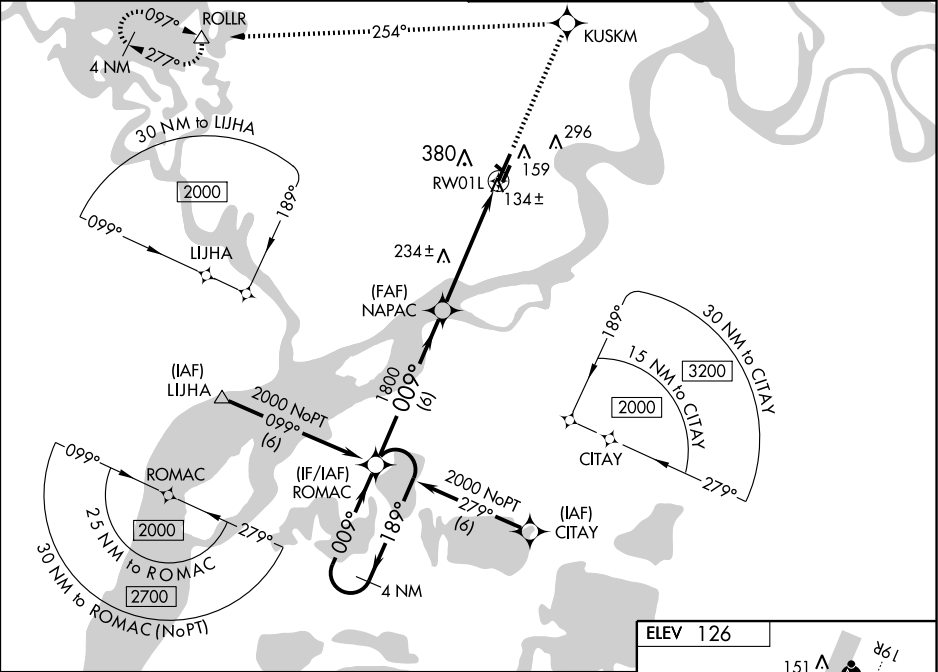 097°
ROLLR
277°
4 NM
254°
KUSKM
30 NM to LIJHA
2000
099°
189°
LIJHA
380
296
159
RW01L
134±
234±
(FAF)
NAPAC
1800
009°
(6)
(IAF)
LIJHA
2000 NoPT
099°
(6)
189°
30 NM to CITAY
15 NM to CITAY
3200
2000
CITAY
279°
099°
ROMAC
2000
279°
25 NM to ROMAC
2700
30 NM to ROMAC (NoPT)
(IF/IAF)
ROMAC
009°
189°
4 NM
2000 NoPT
279°
(6)
(IAF)
CITAY
ELEV 126
151
19R